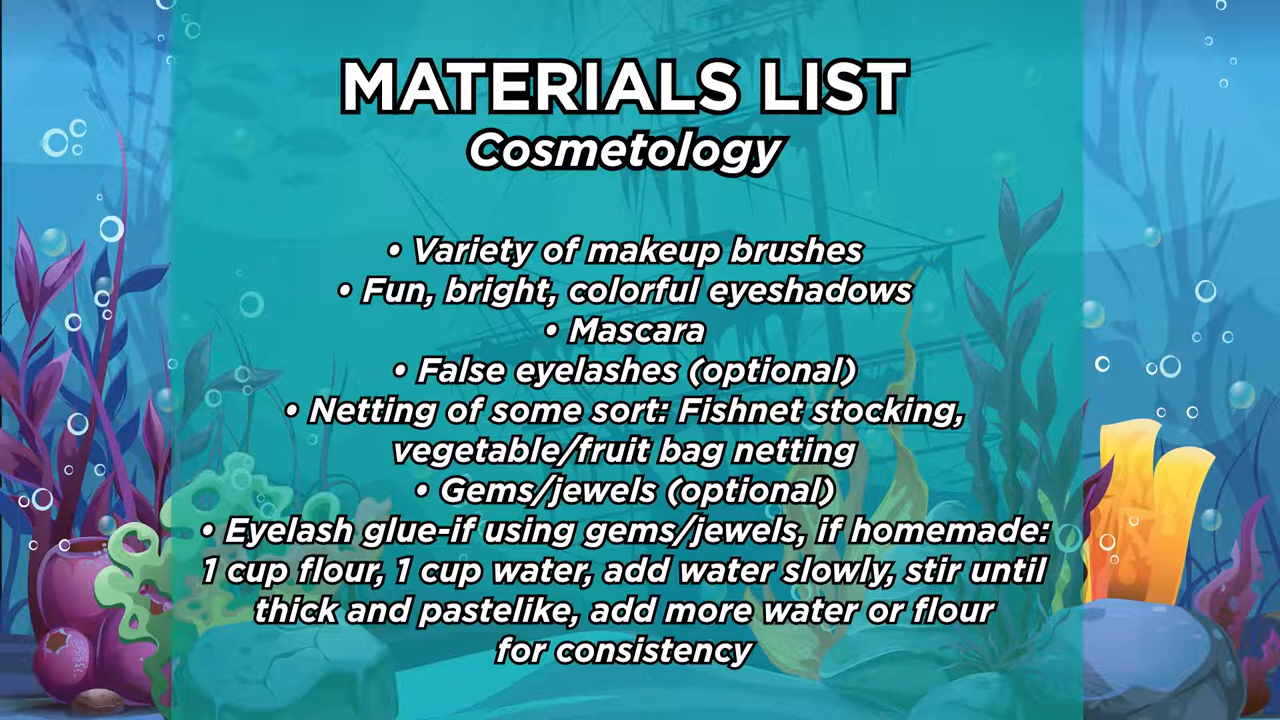 MATERIALS LIST
Cosmetology
• Variety of makeup brushes
• Fun, bright, colorful eyeshadows
• Mascara
• False eyelashes (optional)
• Netting of some sort: Fishnet stocking,
vegetable/fruit bag netting
• Gems/jewels (optional)
• Eyelash glue-if using gems/jewels, if homemade:
1 cup flour, 1 cup water, add water slowly, stir until
thick and pastelike, add more water or flour
for consistency